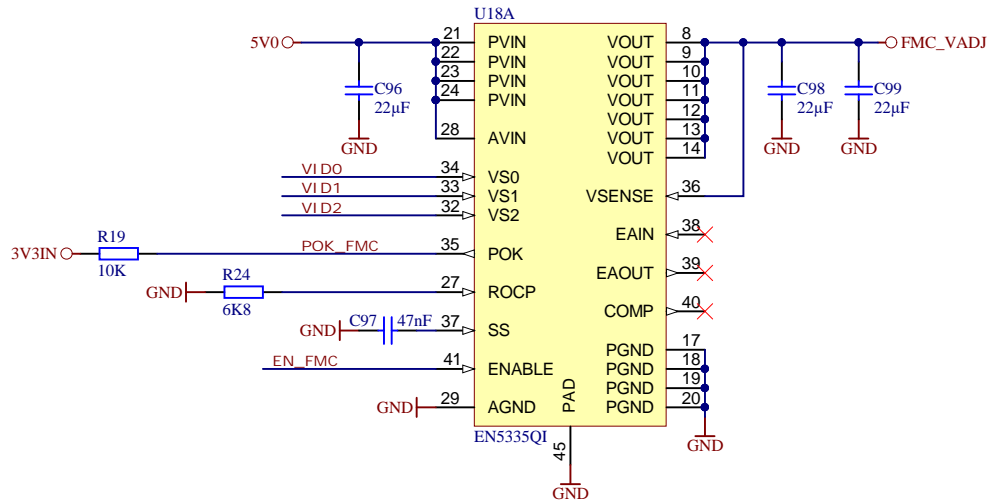 U18A
5V0 21 PVIN VOUT 8 FMC_VADJ
22 PVIN VOUT 9
23 PVIN VOUT 10
24 PVIN VOUT 11
C96 C98 C99
22µF 22µF 22µF
VOUT 12
28 AVIN VOUT 13
GND GND GND
VOUT 14
VID0 34 VS0
VID1 33 VS1 VSENSE 36
VID2 32 VS2
EAIN 38
R19
3V3IN POK_FMC 35 POK
10K
EAOUT 39
R24
GND 27 ROCP
6K8
COMP 40
C97 47nF
GND 37 SS
PGND 17
EN_FMC 41 ENABLE PGND 18
PGND 19
GND 29 AGND PAD PGND 20
EN5335QI
GND
45
GND